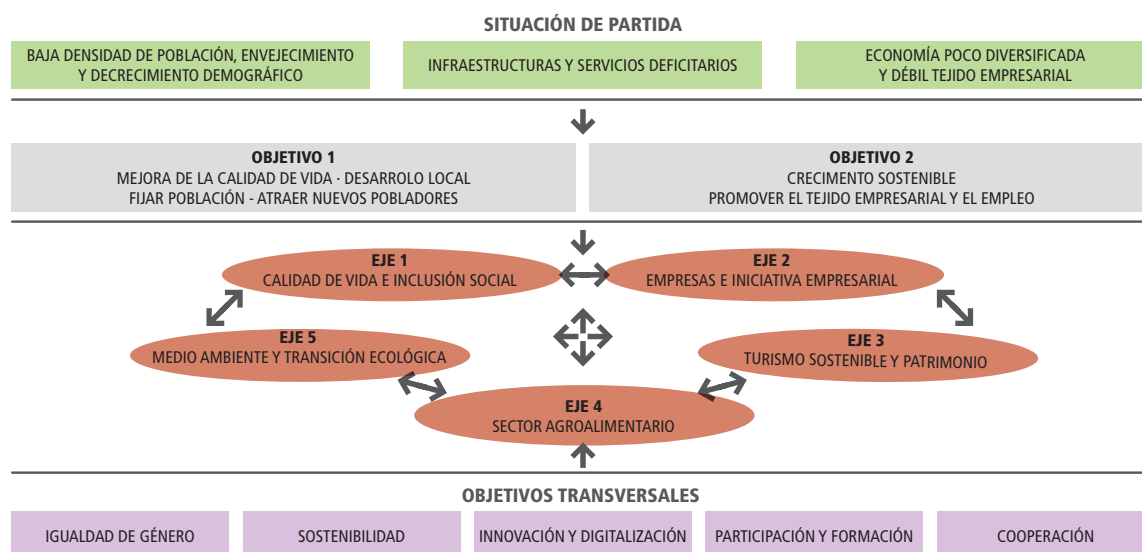 SITUACIÓN DE PARTIDA
BAJA DENSIDAD DE POBLACIÓN, ENVEJECIMIENTO
Y DECRECIMIENTO DEMOGRÁFICO
INFRAESTRUCTURAS Y SERVICIOS DEFICITARIOS
ECONOMÍA POCO DIVERSIFICADA
Y DÉBIL TEJIDO EMPRESARIAL
OBJETIVO 1
MEJORA DE LA CALIDAD DE VIDA · DESARROLO LOCAL
FIJAR POBLACIÓN - ATRAER NUEVOS POBLADORES
OBJETIVO 2
CRECIMENTO SOSTENIBLE
PROMOVER EL TEJIDO EMPRESARIAL Y EL EMPLEO
EJE 1
CALIDAD DE VIDA E INCLUSIÓN SOCIAL
EJE 2
EMPRESAS E INICIATIVA EMPRESARIAL
EJE 5
MEDIO AMBIENTE Y TRANSICIÓN ECOLÓGICA
EJE 3
TURISMO SOSTENIBLE Y PATRIMONIO
EJE 4
SECTOR AGROALIMENTARIO
OBJETIVOS TRANSVERSALES
IGUALDAD DE GÉNERO
SOSTENIBILIDAD
INNOVACIÓN Y DIGITALIZACIÓN
PARTICIPACIÓN Y FORMACIÓN
COOPERACIÓN